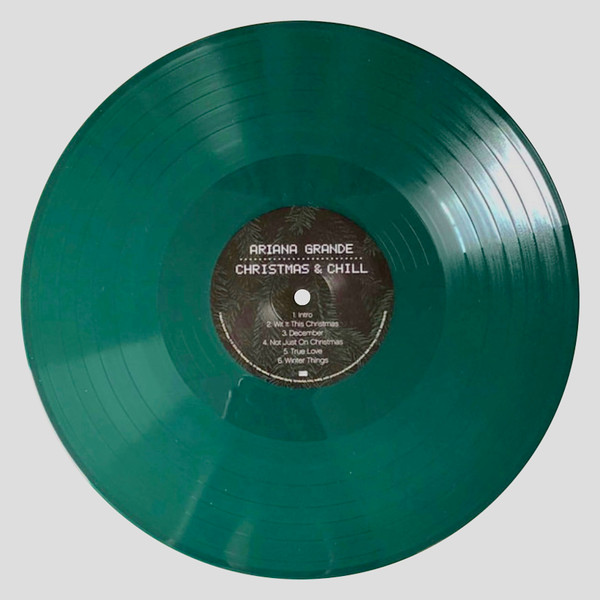 ARIANA GRANDE
CHRISTMAS & CHILL
1. Intro
2. Wit It This Christmas
3. December
4. Not Just On Christmas
5. True Love
6. Winter Things